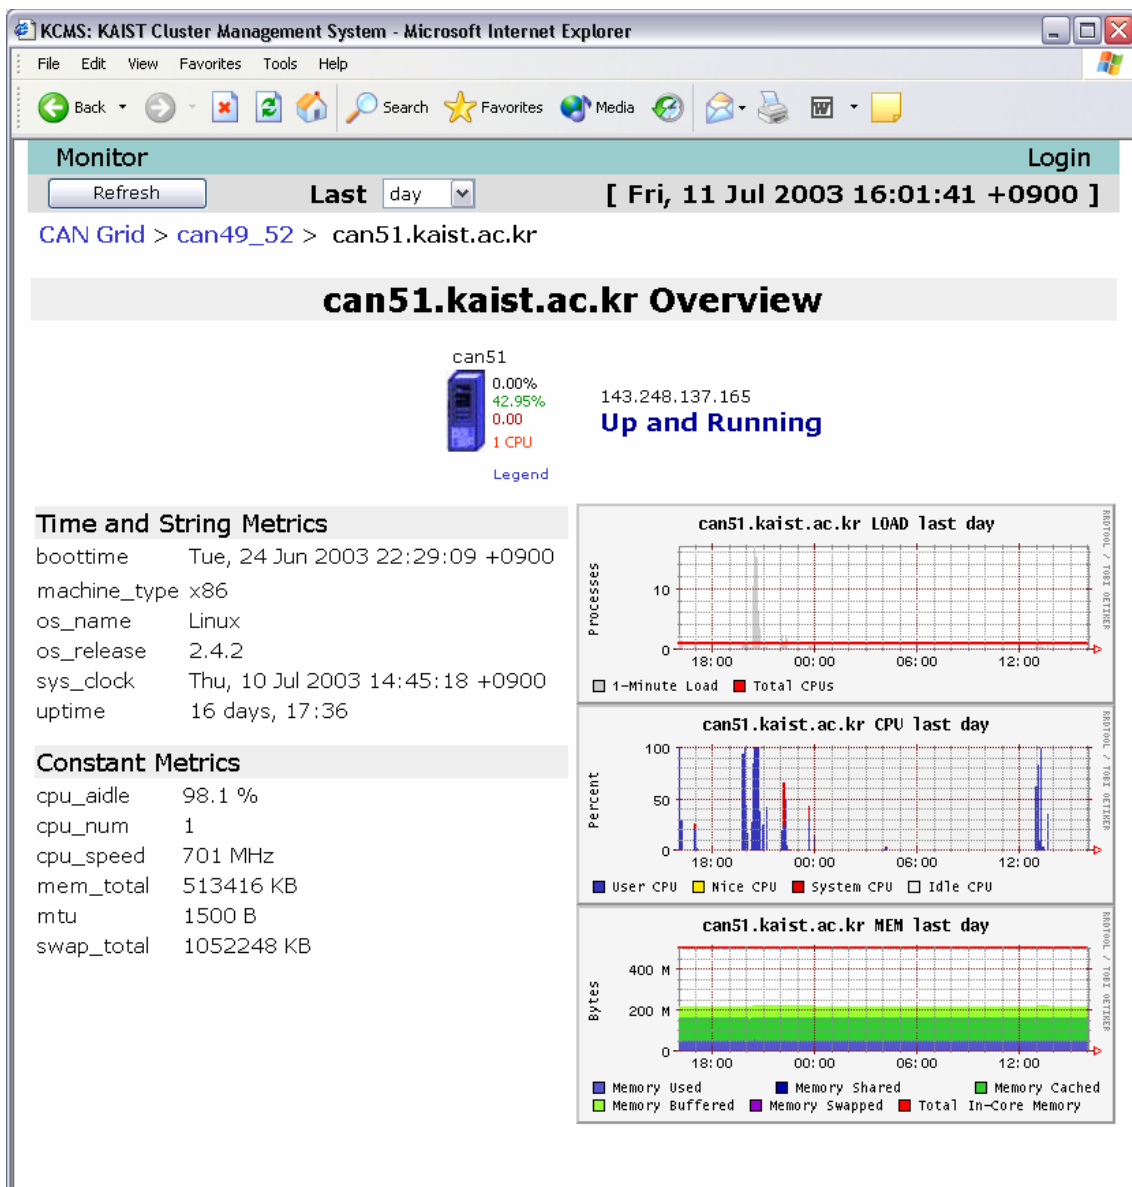 KCMS: KAIST Cluster Management System - Microsoft Internet Explorer
File Edit View Favorites Tools Help
Back Search Favorites Media
Monitor Login
Refresh Last day [ Fri, 11 Jul 2003 16:01:41 +0900 ]
CAN Grid > can49_52 > can51.kaist.ac.kr
can51.kaist.ac.kr Overview
can51
0.00%
42.95%
0.00
1 CPU
Legend
143.248.137.165
Up and Running
Time and String Metrics
boottime Tue, 24 Jun 2003 22:29:09 +0900
machine_type x86
os_name Linux
os_release 2.4.2
sys_clock Thu, 10 Jul 2003 14:45:18 +0900
uptime 16 days, 17:36
Constant Metrics
cpu_aidle 98.1 %
cpu_num 1
cpu_speed 701 MHz
mem_total 513416 KB
mtu 1500 B
swap_total 1052248 KB
can51.kaist.ac.kr LOAD last day
Processes
10
0
18:00 00:00 06:00 12:00
1-Minute Load Total CPUs
RRDTOOL / TOBI OETIKER
can51.kaist.ac.kr CPU last day
Percent
100
50
0
18:00 00:00 06:00 12:00
User CPU Nice CPU System CPU Idle CPU
RRDTOOL / TOBI OETIKER
can51.kaist.ac.kr MEM last day
Bytes
400 M
200 M
0
18:00 00:00 06:00 12:00
Memory Used Memory Shared Memory Cached
Memory Buffered Memory Swapped Total In-Core Memory
RRDTOOL / TOBI OETIKER